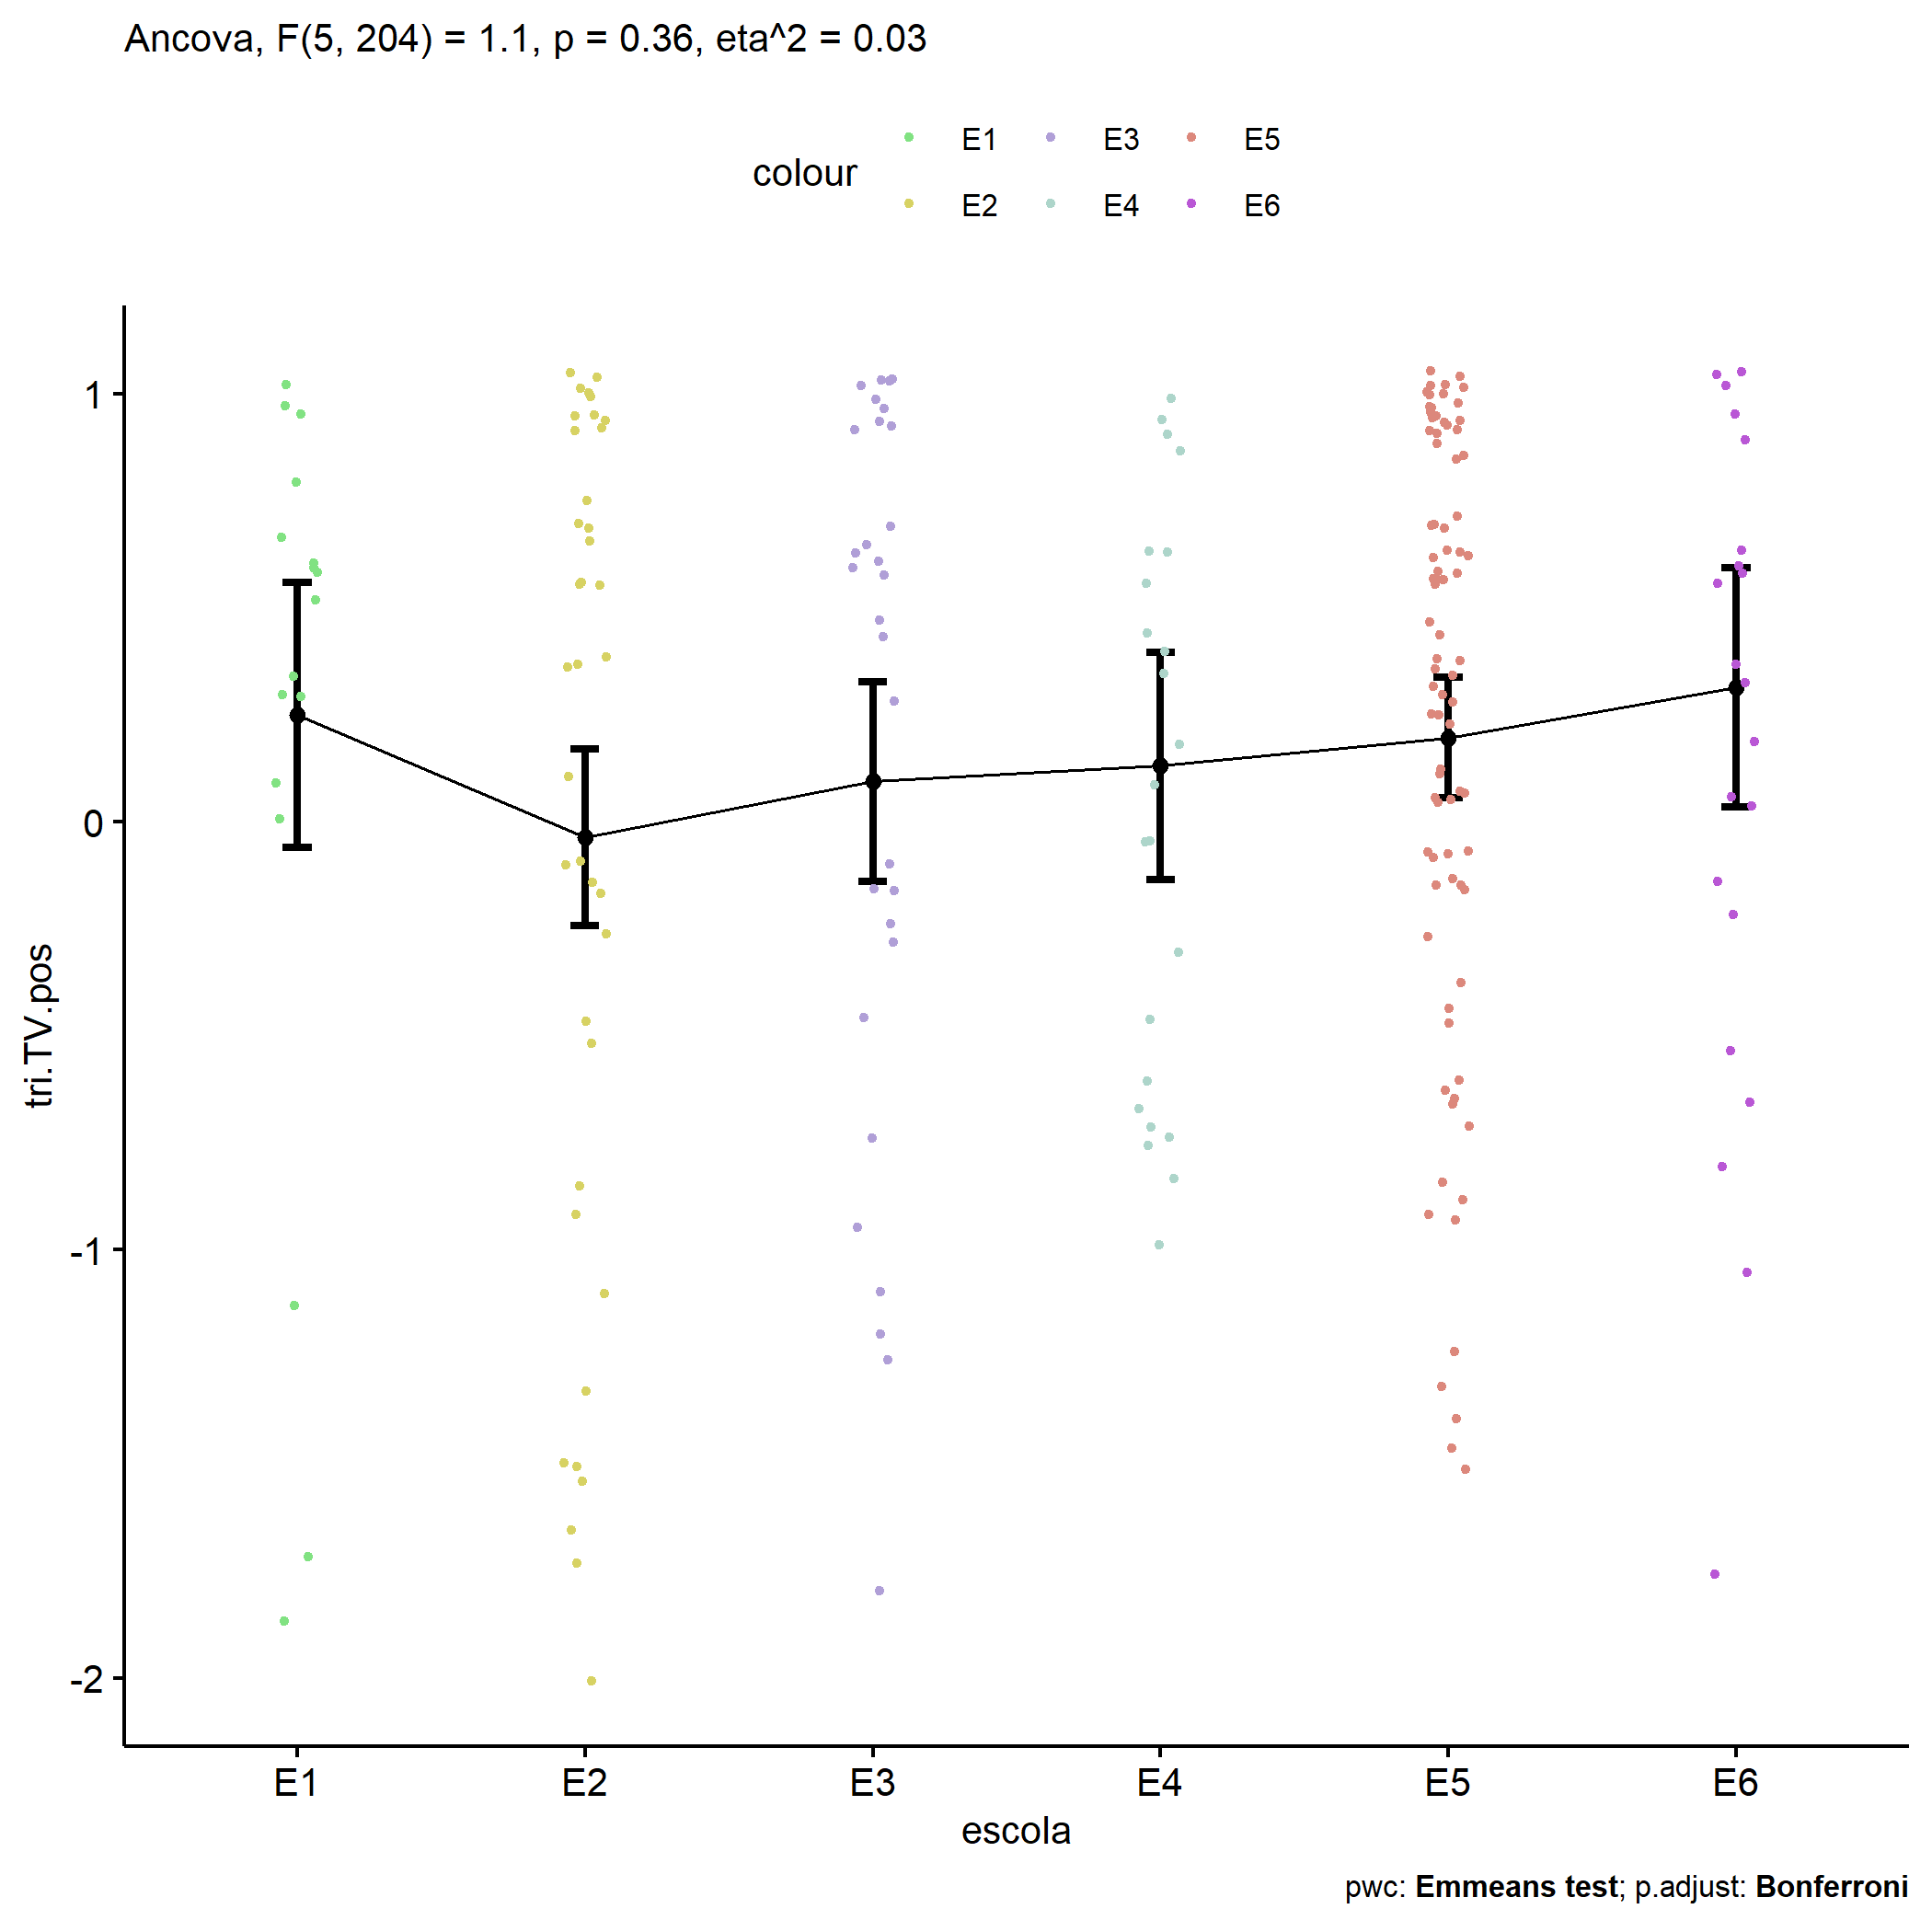 Ancova, F(5, 204) = 1.1, p = 0.36, eta^2 = 0.03
colour
E1 E3 E5
E2 E4 E6
tri.TV.pos
1
0
-1
-2
E1 E2 E3 E4 E5 E6
escola
pwc: Emmeans test; p.adjust: Bonferroni